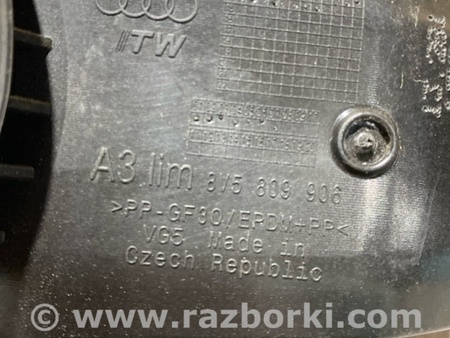 ITW
A3 lim 8V5 809 906
>PP-GF30/EPDM+PP<
VG5 Made in
Czech Republic
www.razborki.com